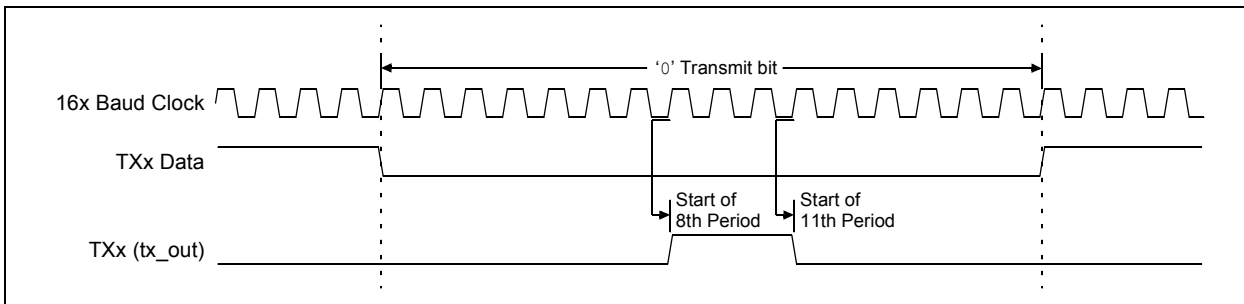 ‘0’ Transmit bit
16x Baud Clock
TXx Data
Start of
8th Period
Start of
11th Period
TXx (tx_out)